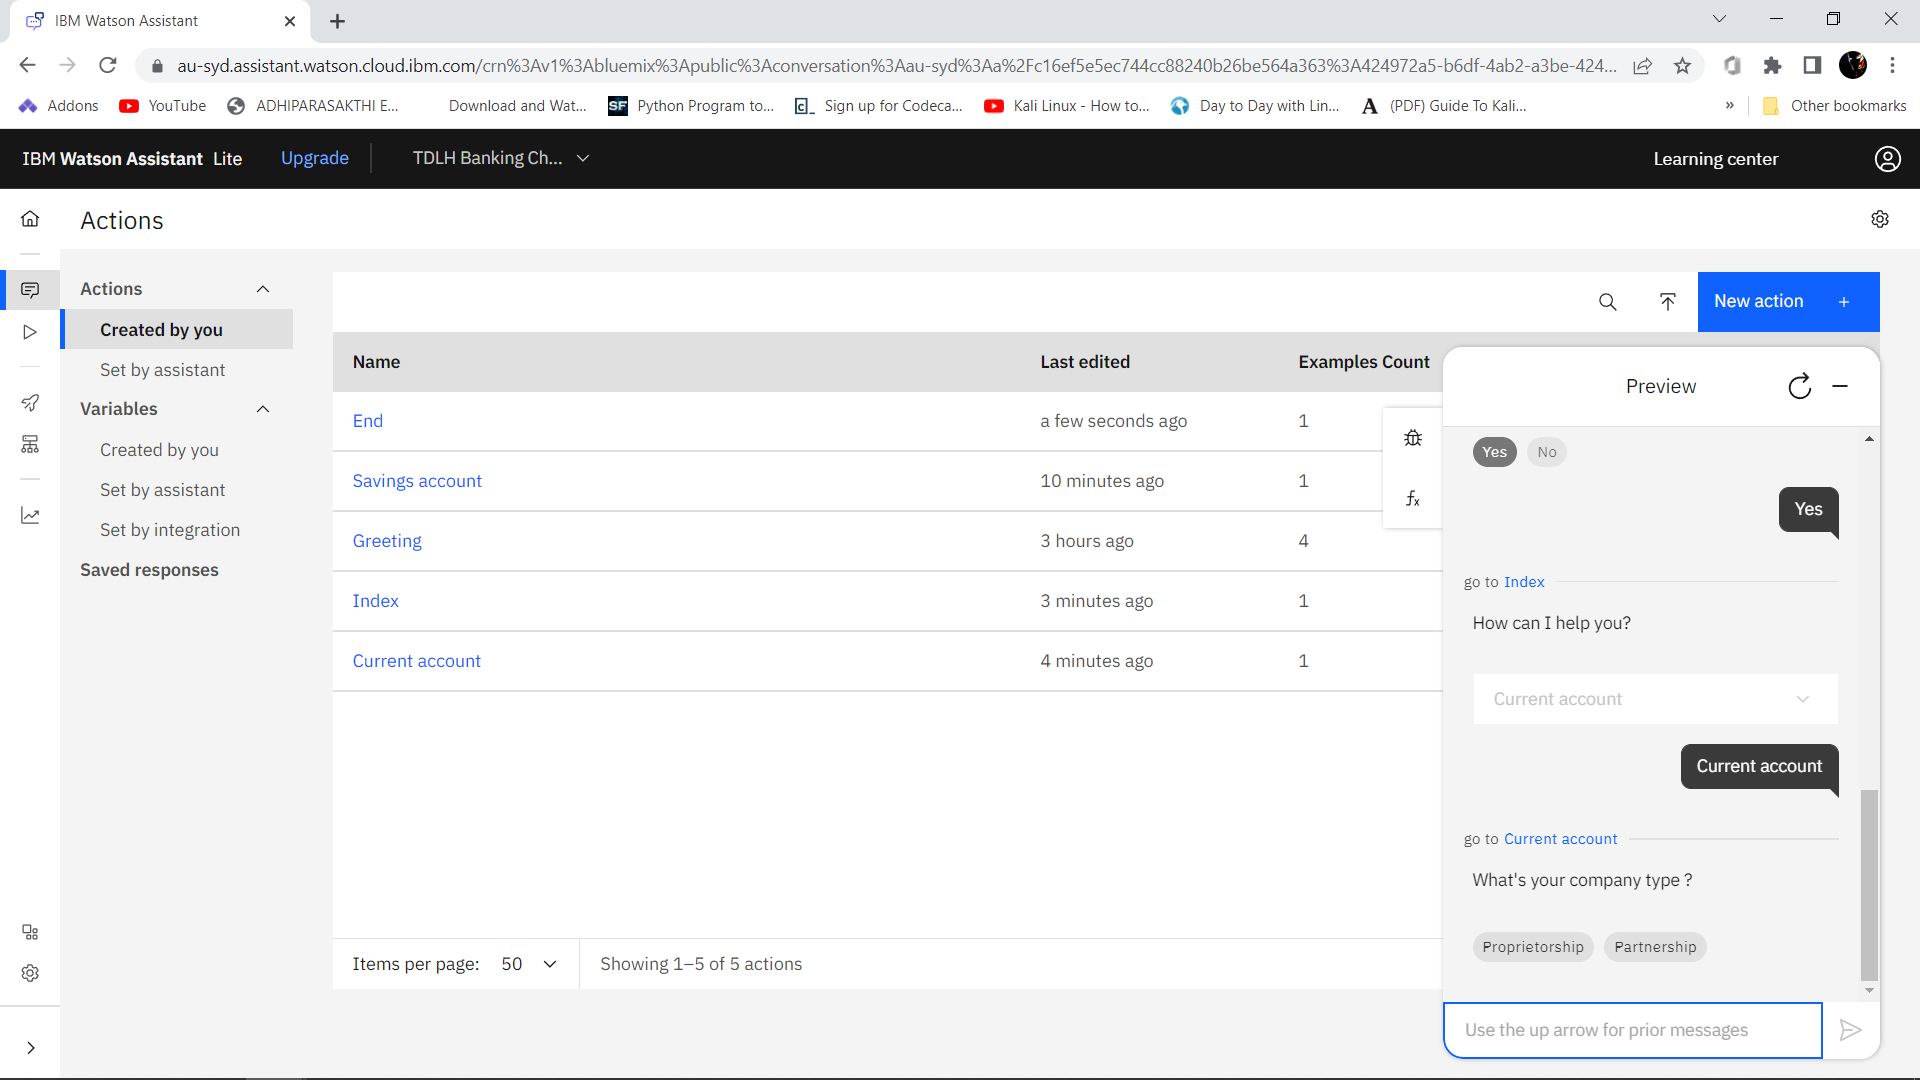 IBM Watson Assistant
au-syd.assistant.watson.cloud.ibm.com/crn%3Av1%3Abluemix%3Apublic%3Aconversation%3Aau-syd%3Aa%2Fc16ef5e5ec744cc88240b26be564a363%3A424972a5-b6df-4ab2-a3be-424...
Addons YouTube ADHIPARASAKTHI E... Download and Wat... SF Python Program to... Sign up for Codeca... Kali Linux - How to... Day to Day with Lin... (PDF) Guide To Kali... » Other bookmarks
IBM Watson Assistant Lite Upgrade TDLH Banking Ch... Learning center
Actions
Actions
Created by you
Set by assistant
Variables
Created by you
Set by assistant
Set by integration
Saved responses
New action +
Name Last edited Examples Count
End a few seconds ago 1
Savings account 10 minutes ago 1
Greeting 3 hours ago 4
Index 3 minutes ago 1
Current account 4 minutes ago 1
Items per page: 50 Showing 1–5 of 5 actions
Preview
Yes No
Yes
go to Index
How can I help you?
Current account
Current account
go to Current account
What's your company type ?
Proprietorship Partnership
Use the up arrow for prior messages